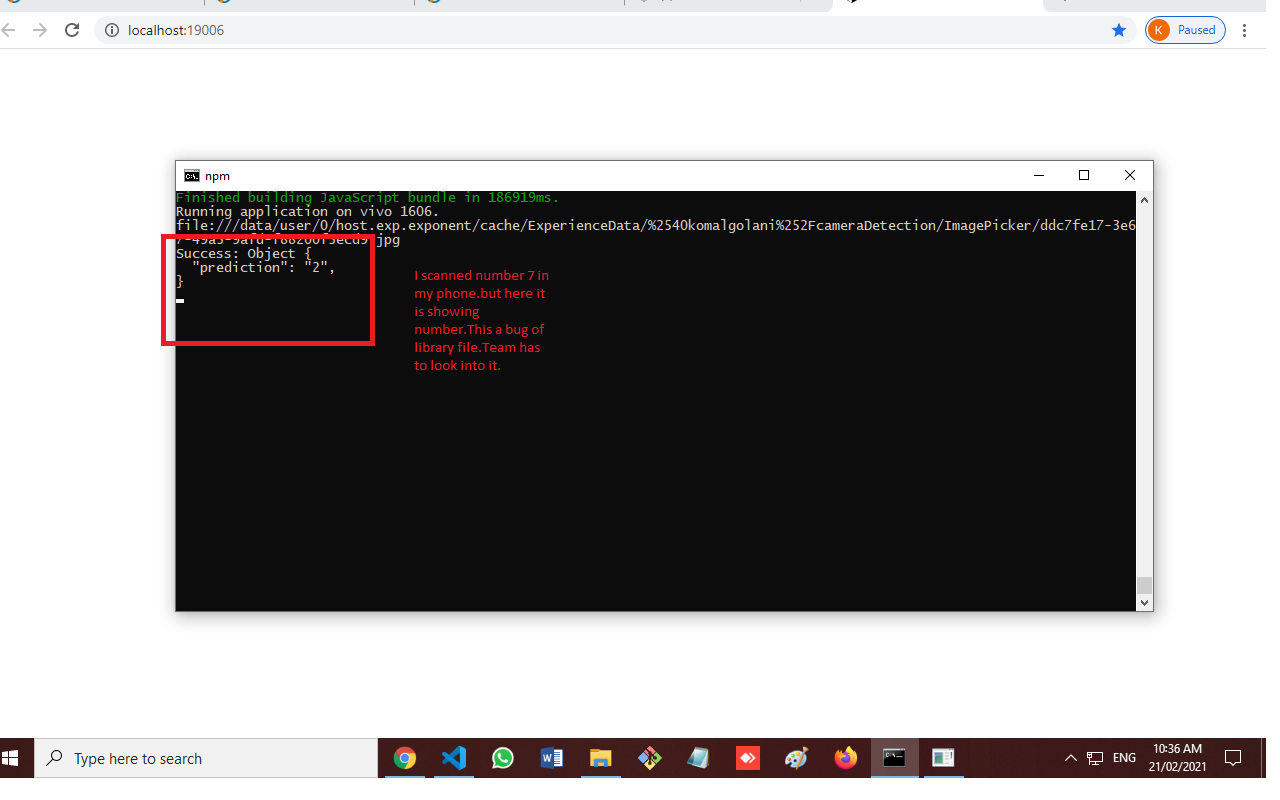 localhost:19006
K Paused
npm
Finished building JavaScript bundle in 186919ms.
Running application on vivo 1606.
file:///data/user/0/host.exp.exponent/cache/ExperienceData/%2540komalgolani%252FcameraDetection/ImagePicker/ddc7fe17-3e6
jpg
Success: Object {
"prediction": "2",
}
I scanned number 7 in
my phone.but here it
is showing
number.This a bug of
library file.Team has
to look into it.
Type here to search
ENG
10:36 AM
21/02/2021